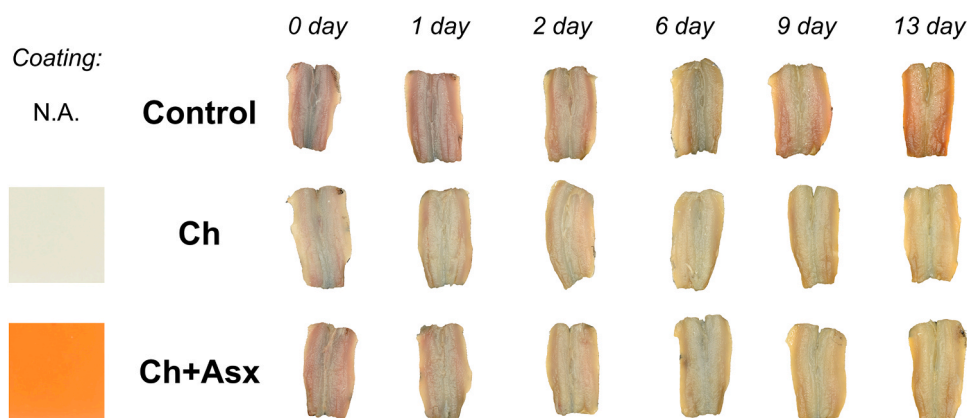 0 day 1 day 2 day 6 day 9 day 13 day
Coating:
N.A. Control
Ch
Ch+Asx